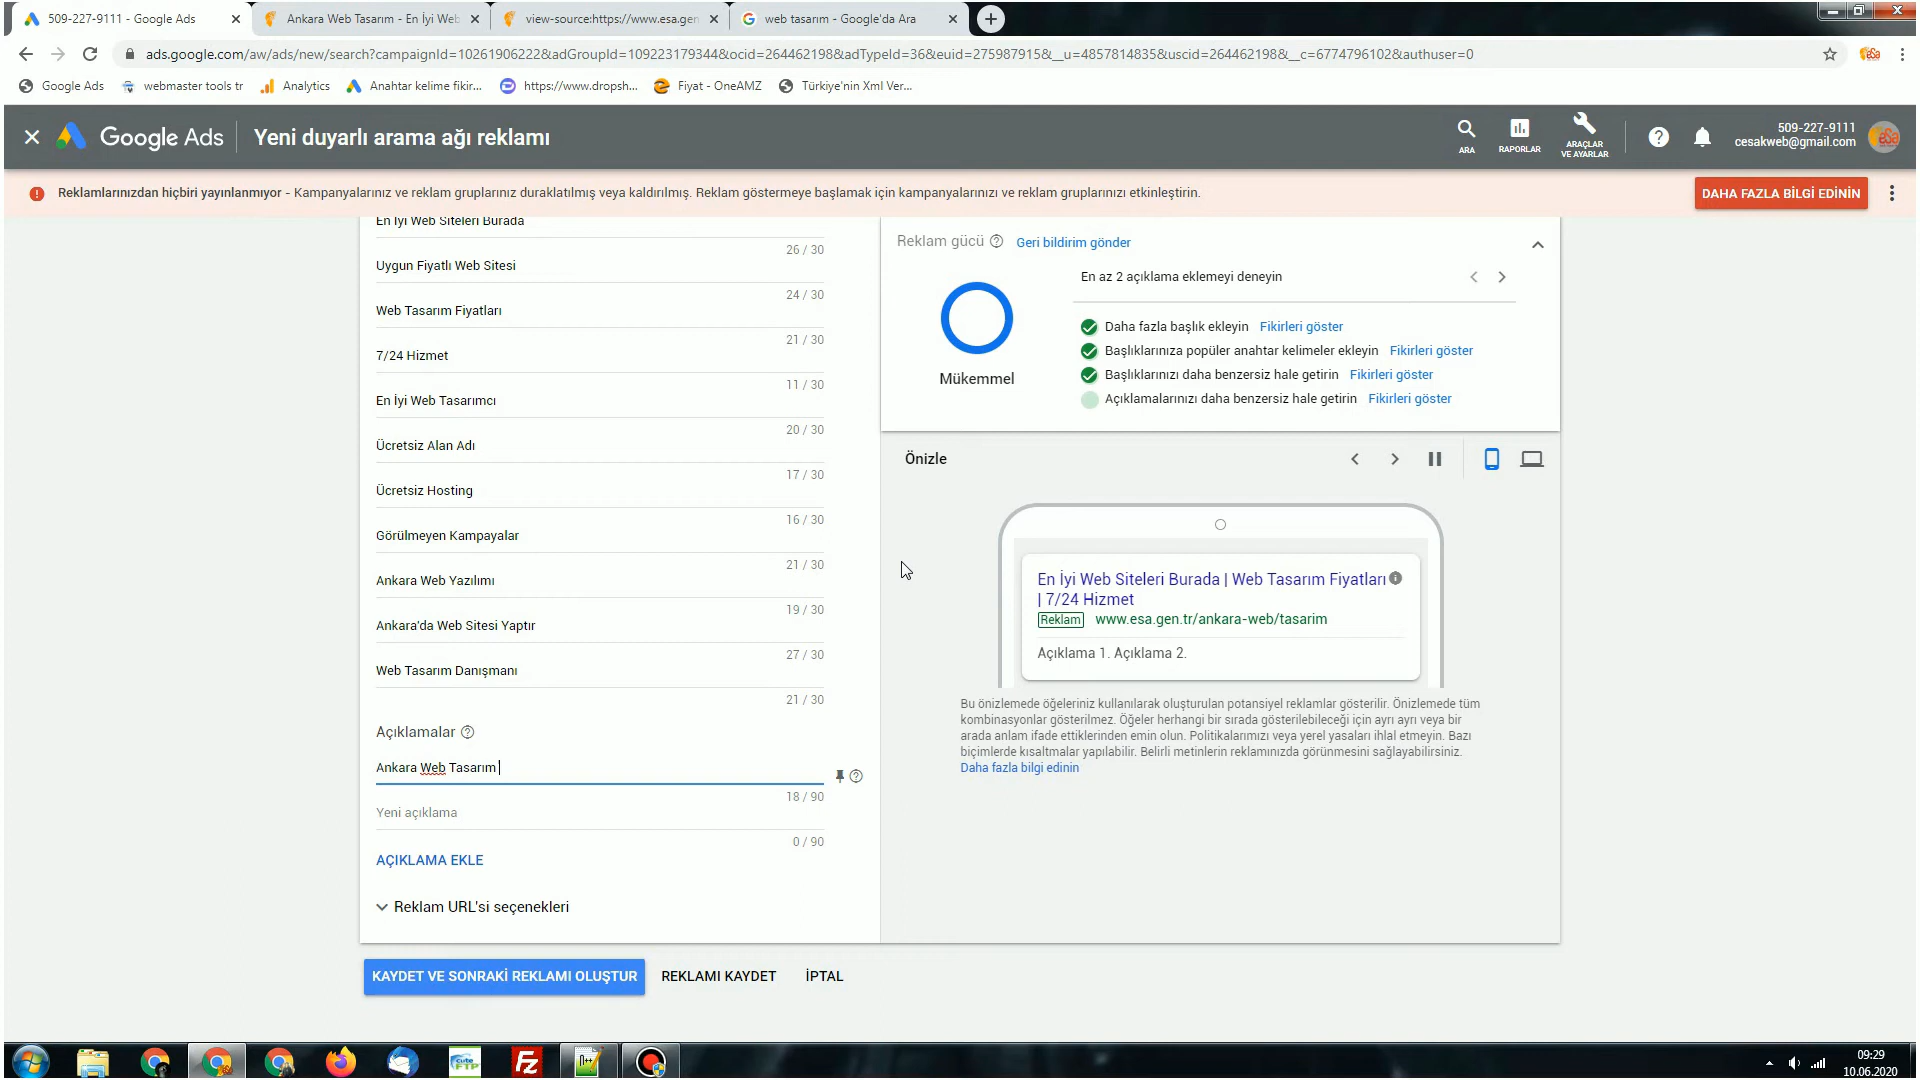 509-227-9111 - Google Ads
Ankara Web Tasarım - En İyi Web
view-source:https://www.esa.gen
web tasarım - Google'da Ara
ads.google.com/aw/ads/new/search?campaignId=10261906222&adGroupId=109223179344&ocid=264462198&adTypeId=36&euid=275987915&__u=4857814835&uscid=264462198&__c=6774796102&authuser=0
Google Ads
webmaster tools tr
Analytics
Anahtar kelime fikir...
https://www.dropsh...
Fiyat - OneAMZ
Türkiye'nin Xml Ver...
Google Ads
Yeni duyarlı arama ağı reklamı
ARA
RAPORLAR
ARAÇLAR
VE AYARLAR
509-227-9111
cesakweb@gmail.com
Reklamlarınızdan hiçbiri yayınlanmıyor - Kampanyalarınız ve reklam gruplarınız duraklatılmış veya kaldırılmış. Reklam göstermeye başlamak için kampanyalarınızı ve reklam gruplarınızı etkinleştirin.
DAHA FAZLA BİLGİ EDİNİN
En İyi Web Siteleri Burada
26 / 30
Uygun Fiyatlı Web Sitesi
24 / 30
Web Tasarım Fiyatları
21 / 30
7/24 Hizmet
11 / 30
En İyi Web Tasarımcı
20 / 30
Ücretsiz Alan Adı
17 / 30
Ücretsiz Hosting
16 / 30
Görülmeyen Kampayalar
21 / 30
Ankara Web Yazılımı
19 / 30
Ankara'da Web Sitesi Yaptır
27 / 30
Web Tasarım Danışmanı
21 / 30
Açıklamalar
Ankara Web Tasarım
18 / 90
Yeni açıklama
0 / 90
AÇIKLAMA EKLE
Reklam URL'si seçenekleri
KAYDET VE SONRAKİ REKLAMI OLUŞTUR
REKLAMI KAYDET
İPTAL
Reklam gücü
Geri bildirim gönder
Mükemmel
En az 2 açıklama eklemeyi deneyin
Daha fazla başlık ekleyin Fikirleri göster
Başlıklarınıza popüler anahtar kelimeler ekleyin Fikirleri göster
Başlıklarınızı daha benzersiz hale getirin Fikirleri göster
Açıklamalarınızı daha benzersiz hale getirin Fikirleri göster
Önizle
En İyi Web Siteleri Burada | Web Tasarım Fiyatları
| 7/24 Hizmet
Reklam www.esa.gen.tr/ankara-web/tasarim
Açıklama 1. Açıklama 2.
Bu önizlemede öğeleriniz kullanılarak oluşturulan potansiyel reklamlar gösterilir. Önizlemede tüm
kombinasyonlar gösterilmez. Öğeler herhangi bir sırada gösterilebileceği için ayrı ayrı veya bir
arada anlam ifade ettiklerinden emin olun. Politikalarımızı veya yerel yasaları ihlal etmeyin. Bazı
biçimlerde kısaltmalar yapılabilir. Belirli metinlerin reklamınızda görünmesini sağlayabilirsiniz.
Daha fazla bilgi edinin
09:29
10.06.2020